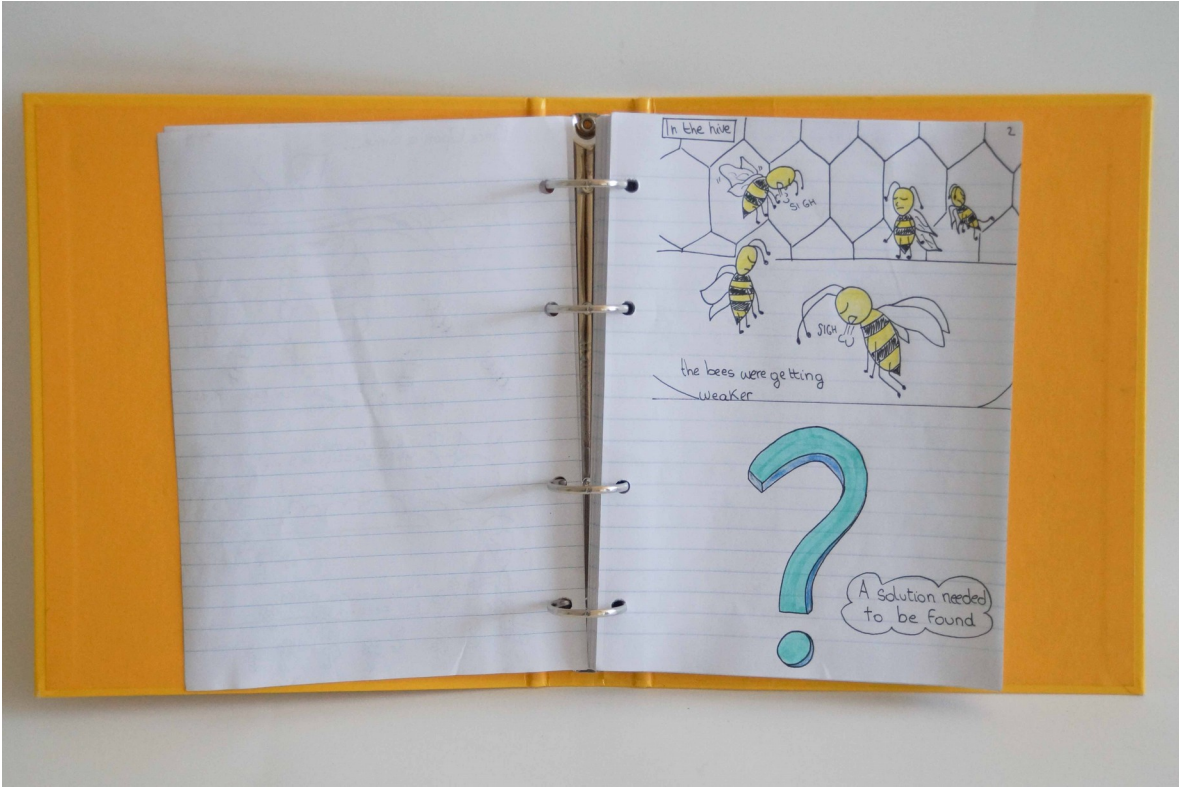 In the hive
2
SIGH
SIGH
the bees were getting
weaker
A solution needed
to be found